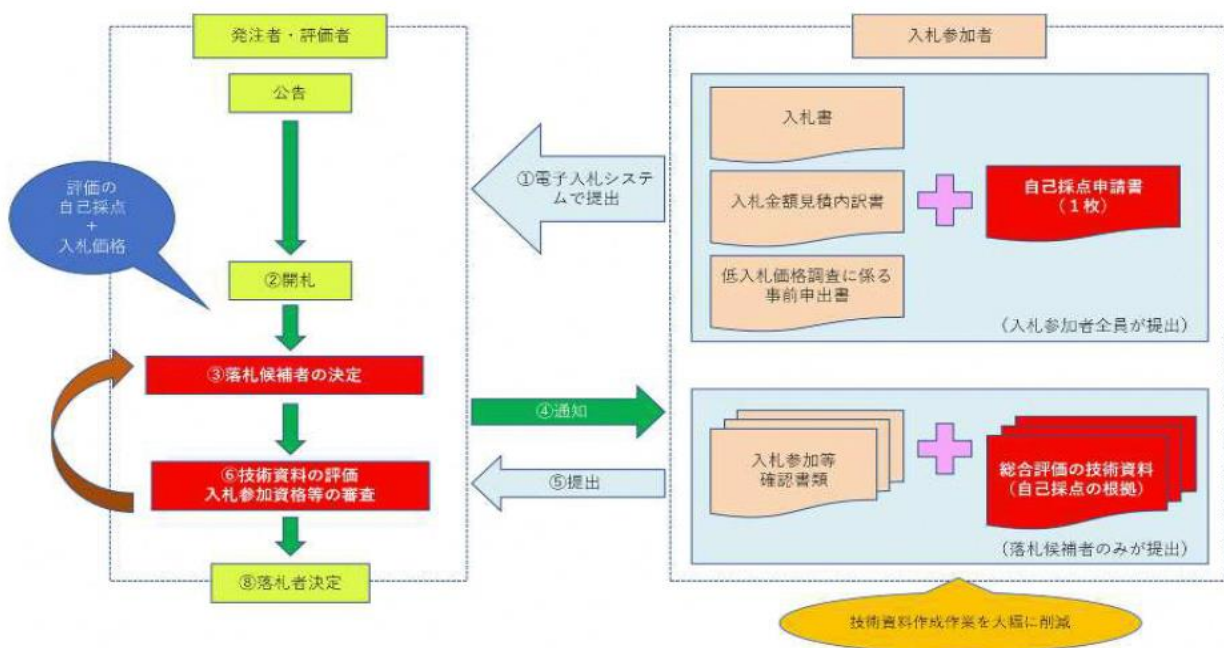 発注者・評価者
公告
評価の
自己採点
+
入札価格
②開札
③落札候補者の決定
⑥技術資料の評価
入札参加資格等の審査
⑧落札者決定
①電子入札システ
ムで提出
④通知
⑤提出
入札参加者
入札書
入札金額見積内訳書
低入札価格調査に係る
事前申出書
自己採点申請書
（１枚）
（入札参加者全員が提出）
入札参加等
確認書類
総合評価の技術資料
（自己採点の根拠）
（落札候補者のみが提出）
技術資料作成作業を大幅に削減